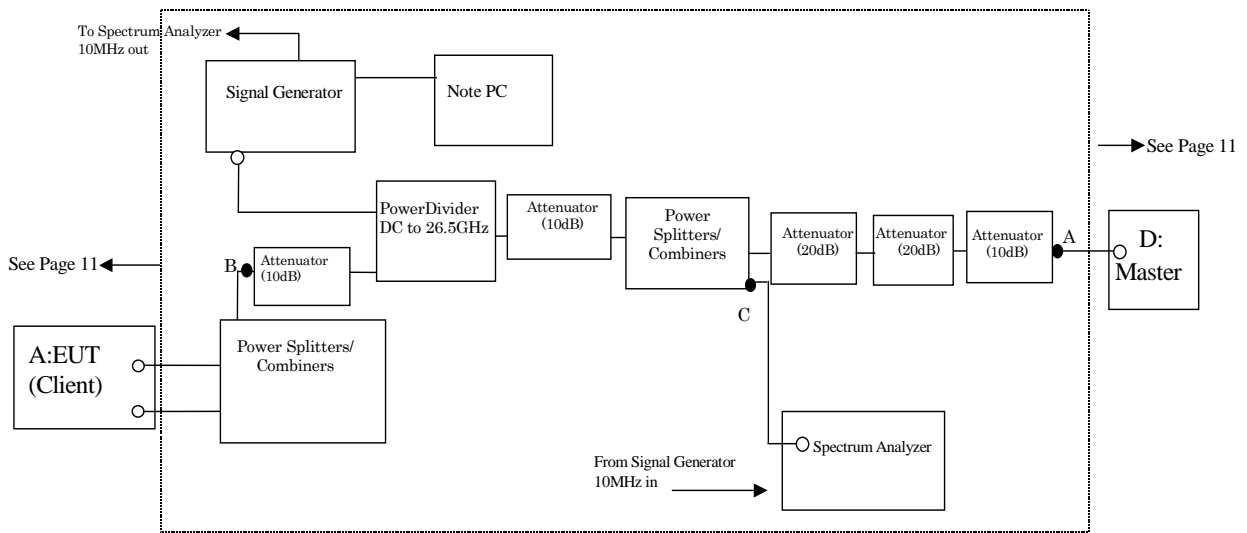 To Spectrum Analyzer
10MHz out
Signal Generator
Note PC
See Page 11
PowerDivider
DC to 26.5GHz
Attenuator
(10dB)
Power
Splitters/
Combiners
Attenuator
(20dB)
Attenuator
(20dB)
Attenuator
(10dB)
A
D:
Master
See Page 11
B
Attenuator
(10dB)
C
A:EUT
(Client)
Power Splitters/
Combiners
From Signal Generator
10MHz in
Spectrum Analyzer